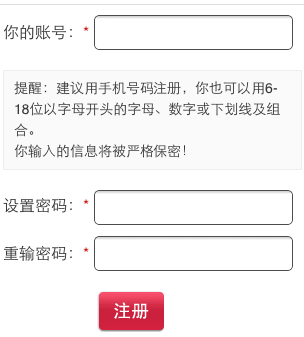 你的账号：*
提醒：建议用手机号码注册，你也可以用6-
18位以字母开头的字母、数字或下划线及组
合。
你输入的信息将被严格保密！
设置密码：*
重输密码：*
注册